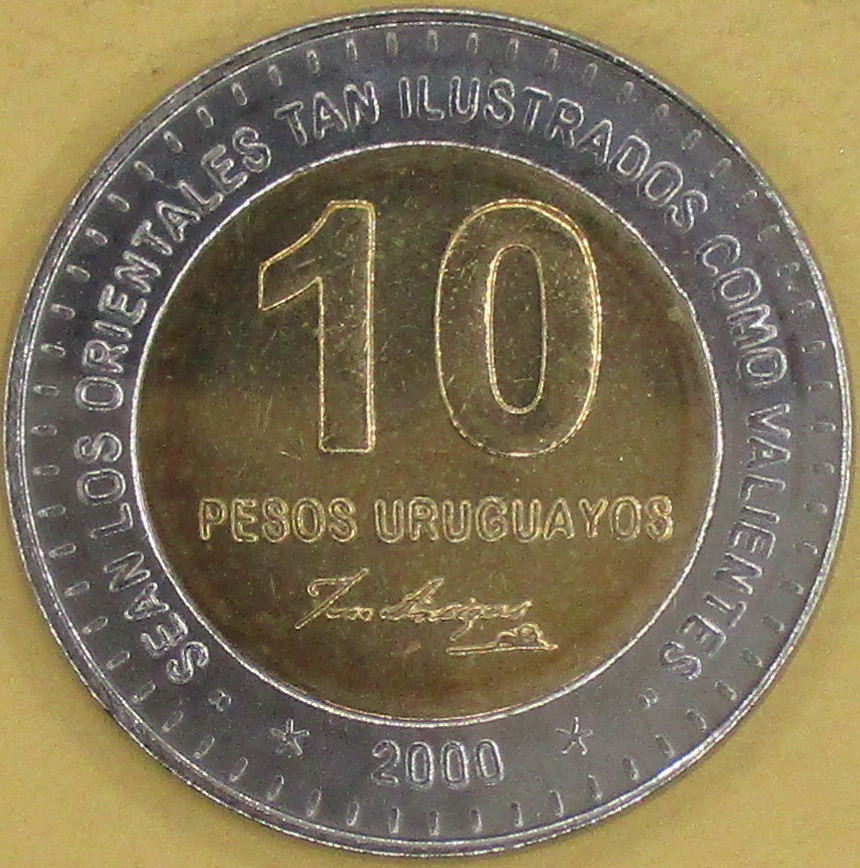 "SEAN LOS ORIENTALES TAN ILUSTRADOS COMO VALIENTES"
10
PESOS URUGUAYOS
2000